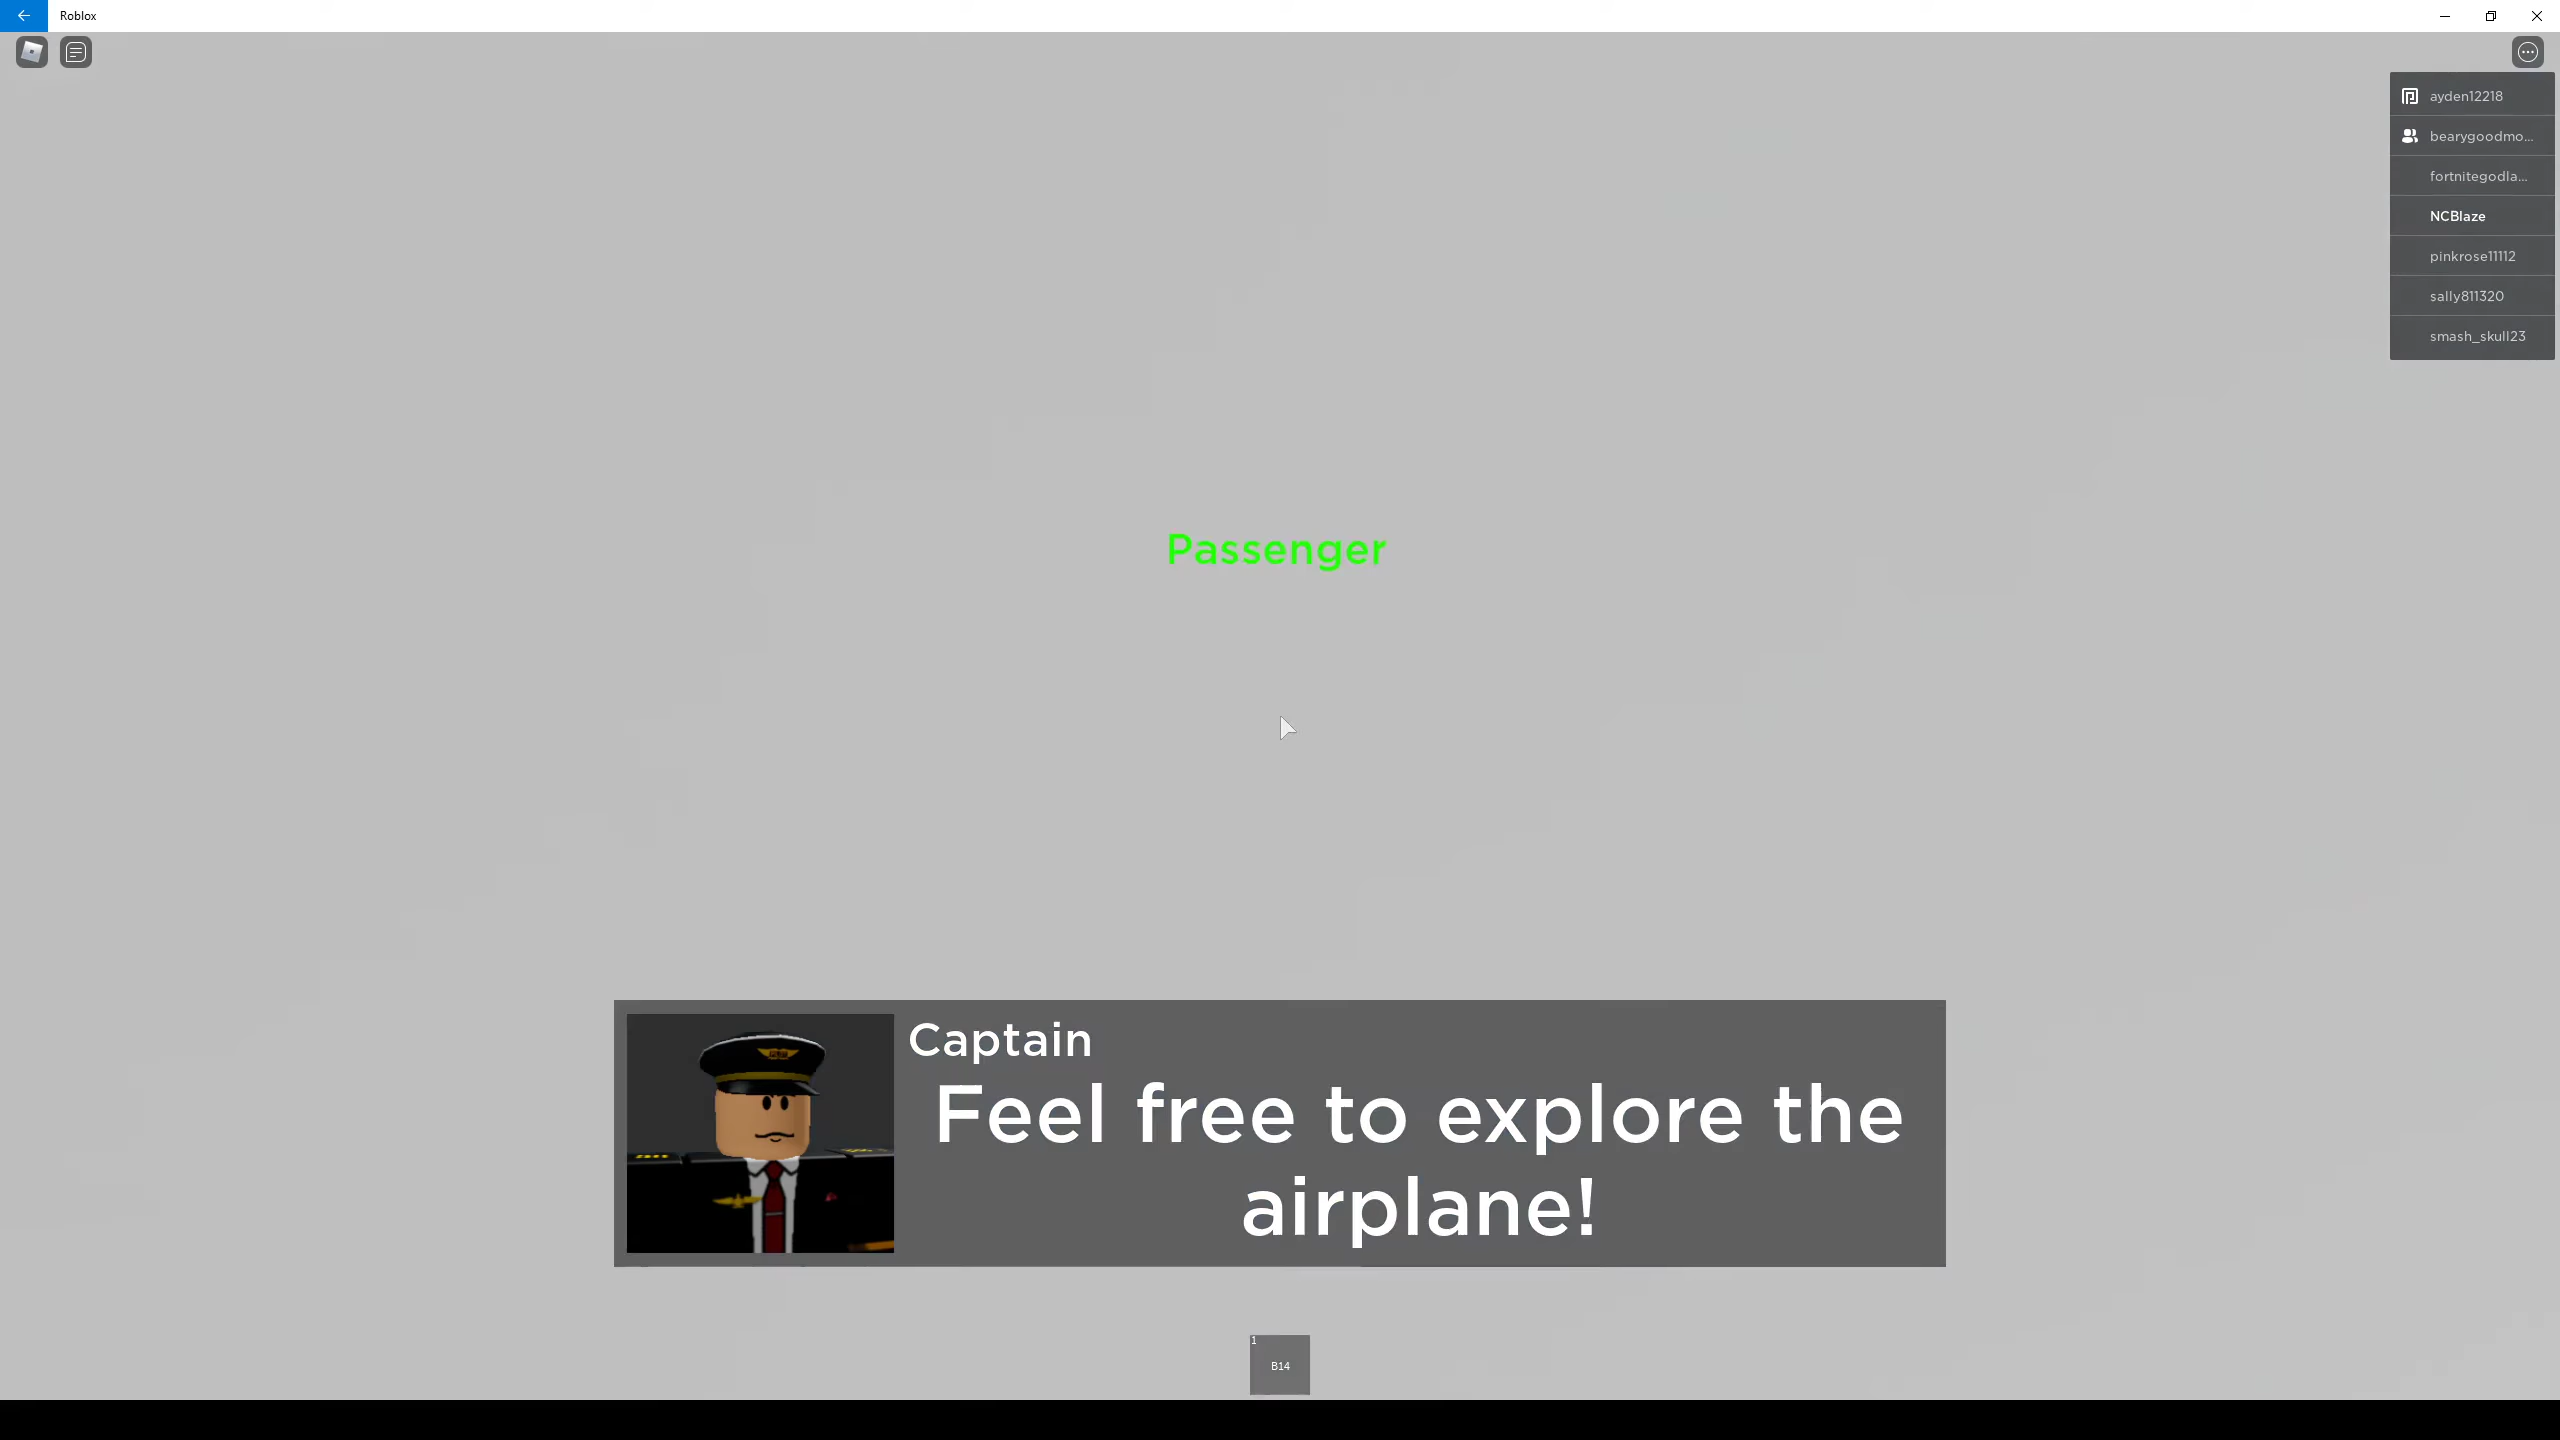 Roblox
ayden12218
bearygoodmo...
fortnitegodla...
NCBlaze
pinkrose11112
sally811320
smash_skull23
Passenger
Captain
Feel free to explore the
airplane!
1
B14